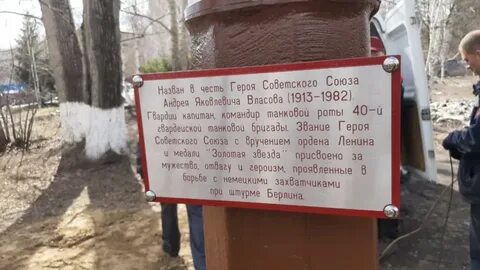 Назван в честь Героя Советского Союза
Андрея Яковлевича Власова (1913-1982)
Гвардии капитан, командир танковой роты 40-й
гвардейской танковой бригады. Звание Героя
Советского Союза с вручением ордена Ленина
и медали "Золотая звезда" присвоено за
мужество, отвагу и героизм, проявленные в
борьбе с немецкими захватчиками
при штурме Берлина.